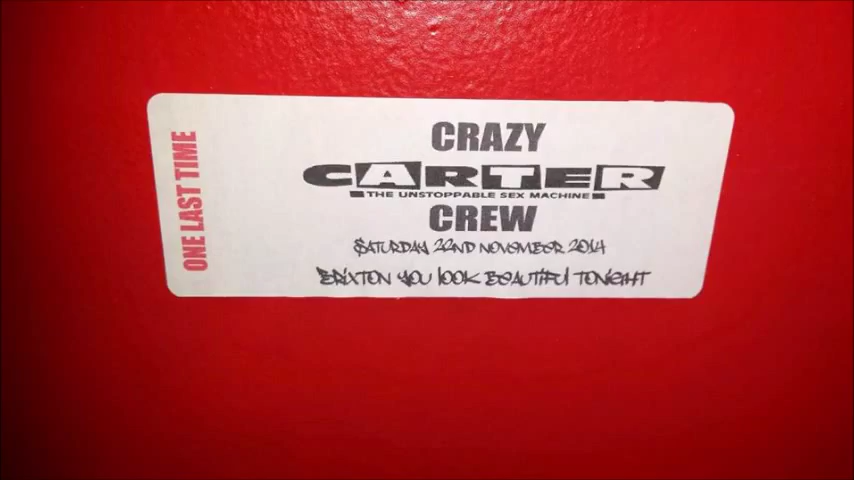 ONE LAST TIME
CRAZY
CARTER
THE UNSTOPPABLE SEX MACHINE
CREW
SATURDAY 22ND NOVEMBER 2014
BRIXTON YOU lOOK BEAUTIFUl TONIGHT